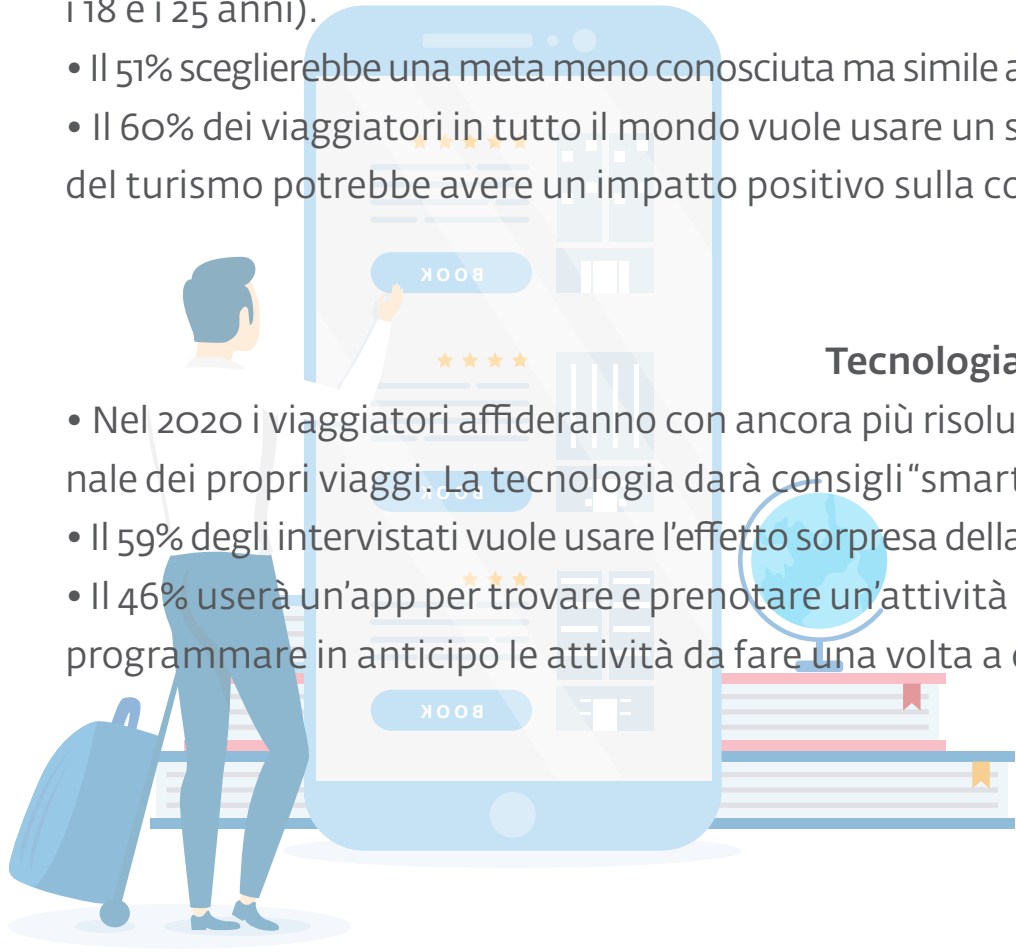 i 18 e i 25 anni).
• Il 51% sceglierebbe una meta meno conosciuta ma simile a
• Il 60% dei viaggiatori in tutto il mondo vuole usare un s
del turismo potrebbe avere un impatto positivo sulla co
BOOK
Tecnologia
• Nel 2020 i viaggiatori affideranno con ancora più risolu
nale dei propri viaggi. La tecnologia darà consigli “smart
BOOK
• Il 59% degli intervistati vuole usare l’effetto sorpresa della
• Il 46% userà un’app per trovare e prenotare un’attività
programmare in anticipo le attività da fare una volta a
BOOK